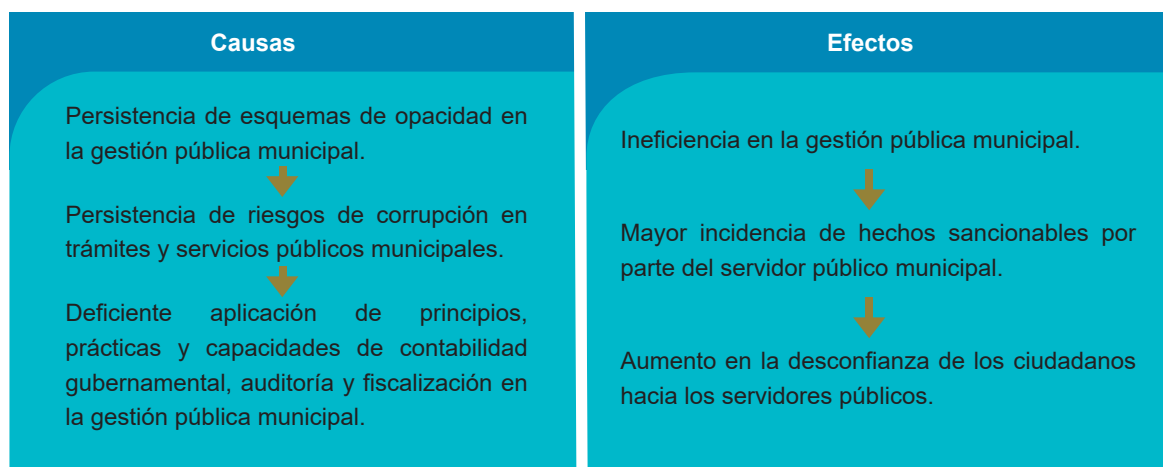 Causas
Persistencia de esquemas de opacidad en
la gestión pública municipal.
Persistencia de riesgos de corrupción en
trámites y servicios públicos municipales.
Deficiente aplicación de principios,
prácticas y capacidades de contabilidad
gubernamental, auditoría y fiscalización en
la gestión pública municipal.
Efectos
Ineficiencia en la gestión pública municipal.
Mayor incidencia de hechos sancionables por
parte del servidor público municipal.
Aumento en la desconfianza de los ciudadanos
hacia los servidores públicos.